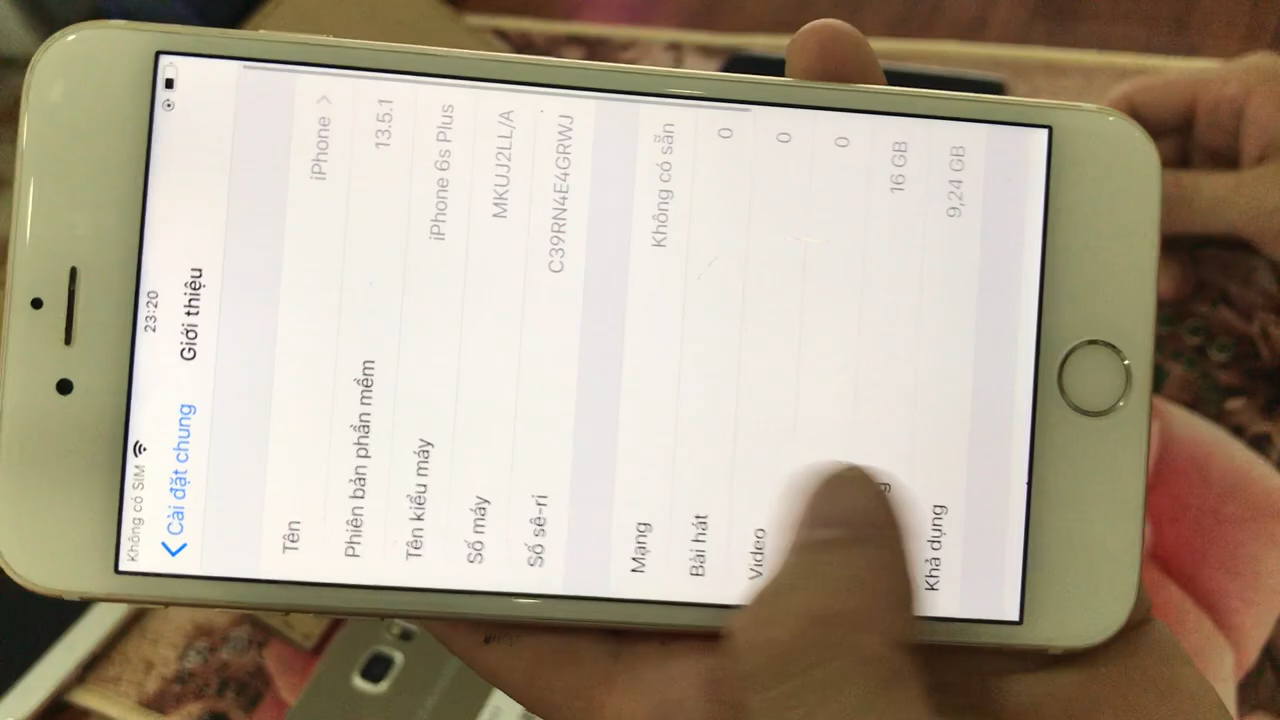 Không có SIM
23:20
Cài đặt chung
Giới thiệu
Tên iPhone
Phiên bản phần mềm 13.5.1
Tên kiểu máy iPhone 6s Plus
Số máy MKUJ2LL/A
Số sê-ri C39RN4E4GRWJ
Mạng Không có sẵn
Bài hát 0
Video 0
0
16 GB
Khả dụng 9,24 GB